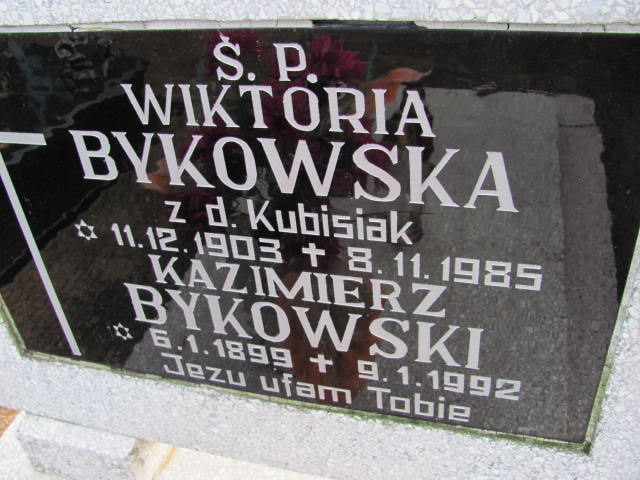 Ś. P.
WIKTÓRIA
BYKOWSKA
z d. Kubisiak
✡ 11.12.1903 + 8.11.1985
KAZIMIERZ
BYKOWSKI
✡ 6.1.1899 + 9.1.1992
Jezu ufam Tobie